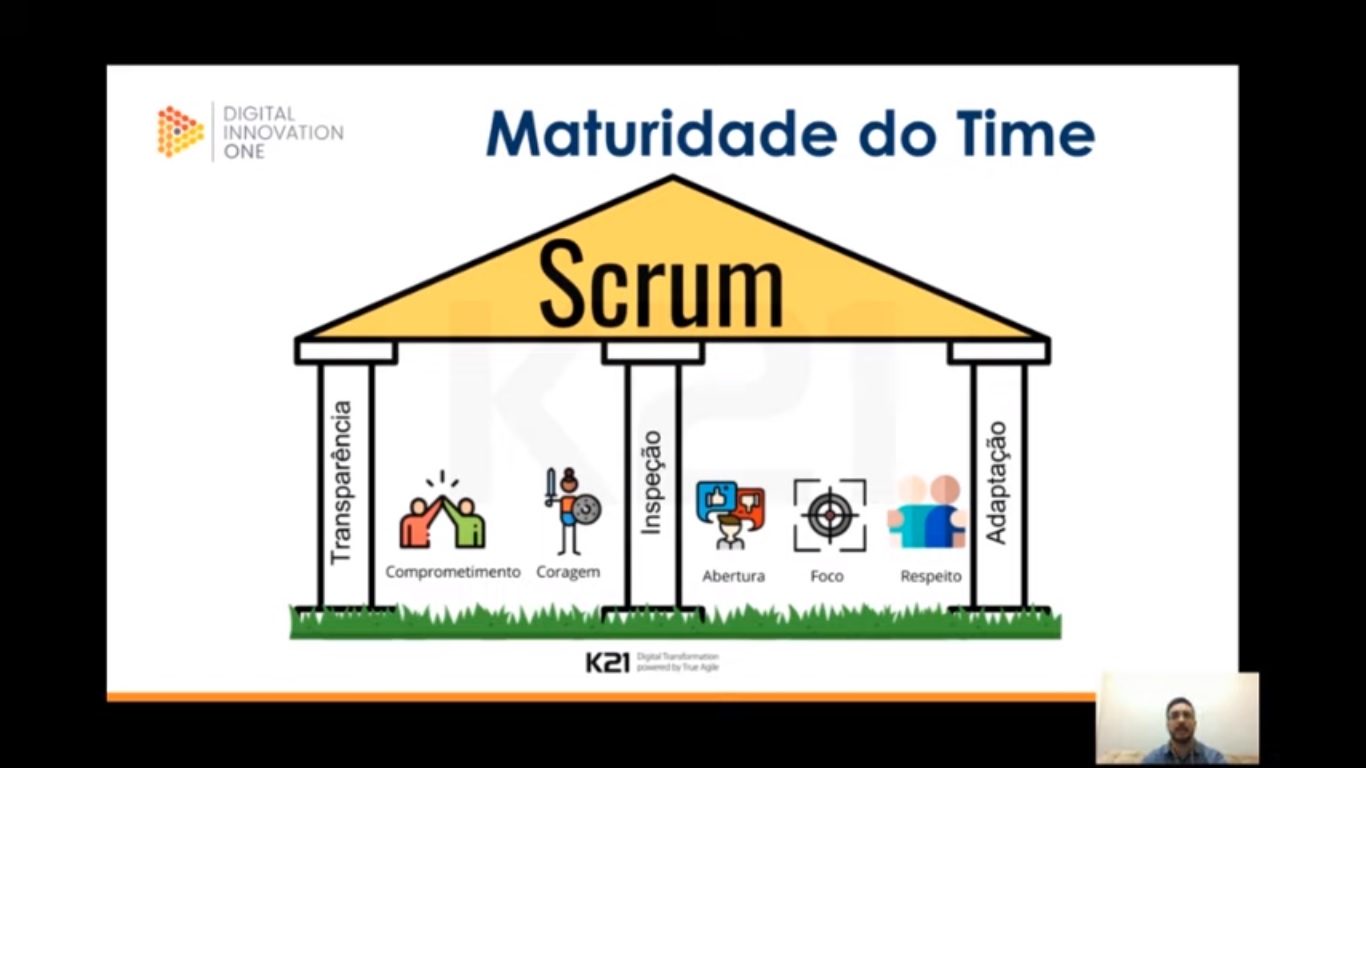 DIGITAL
INNOVATION
ONE
Maturidade do Time
Scrum
K21
Transparência
Comprometimento
Coragem
Inspeção
Abertura
Foco
Respeito
Adaptação
K21
Digital Transformation
powered by True Agile